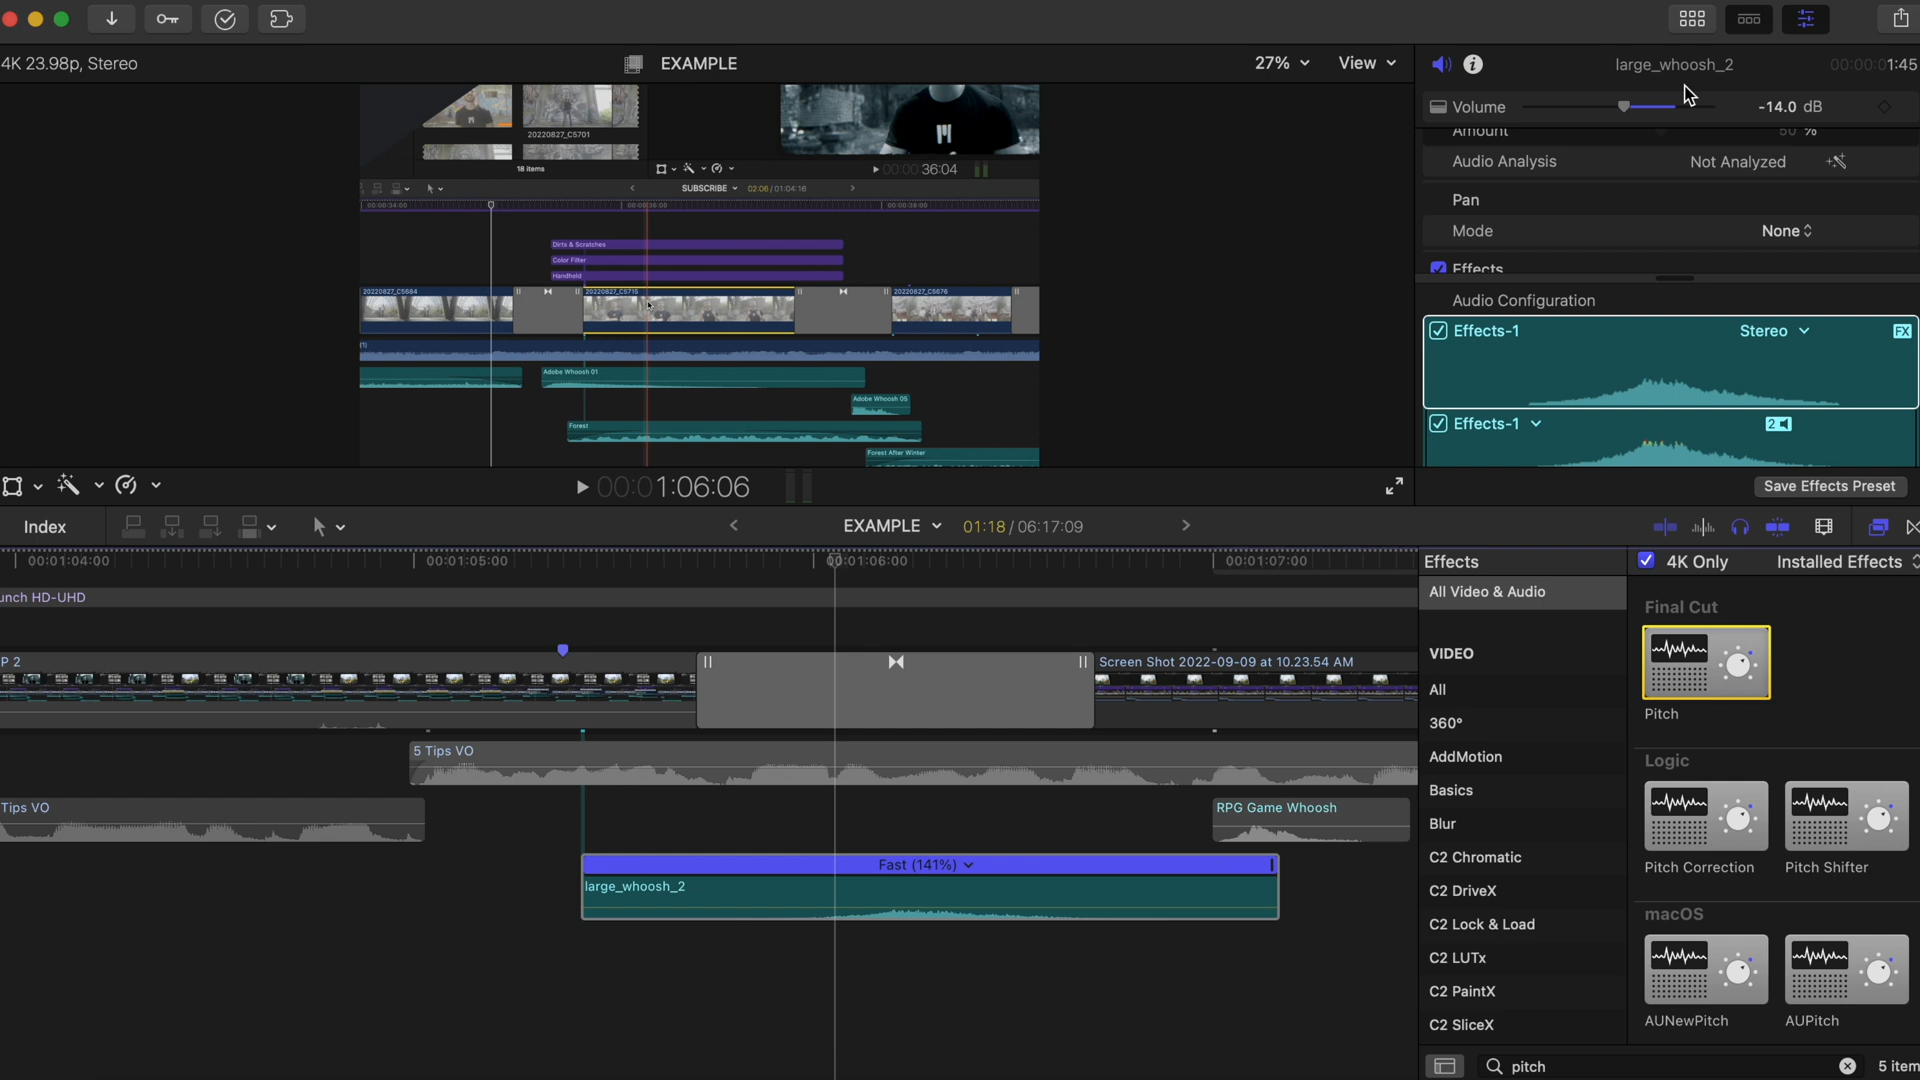 4K 23.98p, Stereo
EXAMPLE
27%
View
large_whoosh_2
00:00:01:45
Volume
-14.0 dB
Amount
50 %
Audio Analysis
Not Analyzed
Pan
Mode
None
Effects
Audio Configuration
Effects-1
Stereo
FX
Effects-1
2
Save Effects Preset
20220827_C5701
18 items
00:00:36:04
SUBSCRIBE
02:06 / 01:04:16
00:00:34:00
00:00:36:00
00:00:38:00
Dirts & Scratches
Color Filter
Handheld
20220827_C5684
20220827_C5715
20220827_C5676
(1)
Adobe Whoosh 01
Adobe Whoosh 05
Forest
Forest After Winter
00:01:06:06
Index
EXAMPLE
01:18 / 06:17:09
00:01:04:00
00:01:05:00
00:01:06:00
00:01:07:00
unch HD-UHD
P 2
Screen Shot 2022-09-09 at 10.23.54 AM
5 Tips VO
Tips VO
RPG Game Whoosh
Fast (141%)
large_whoosh_2
Effects
4K Only
Installed Effects
All Video & Audio
VIDEO
All
360°
AddMotion
Basics
Blur
C2 Chromatic
C2 DriveX
C2 Lock & Load
C2 LUTx
C2 PaintX
C2 SliceX
Final Cut
Pitch
Logic
Pitch Correction
Pitch Shifter
macOS
AUNewPitch
AUPitch
pitch
5 item